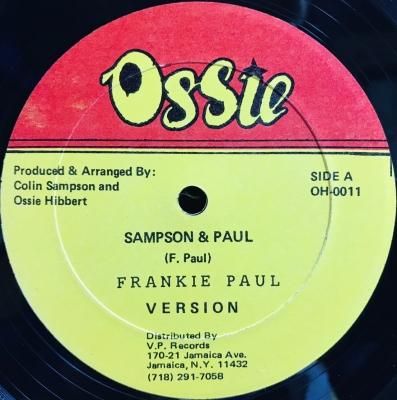 Ossie
Produced & Arranged By:
Colin Sampson and
Ossie Hibbert
SIDE A
OH-0011
SAMPSON & PAUL
(F. Paul)
FRANKIE PAUL
VERSION
Distributed By
V.P. Records
170-21 Jamaica Ave.
Jamaica, N.Y. 11432
(718) 291-7058